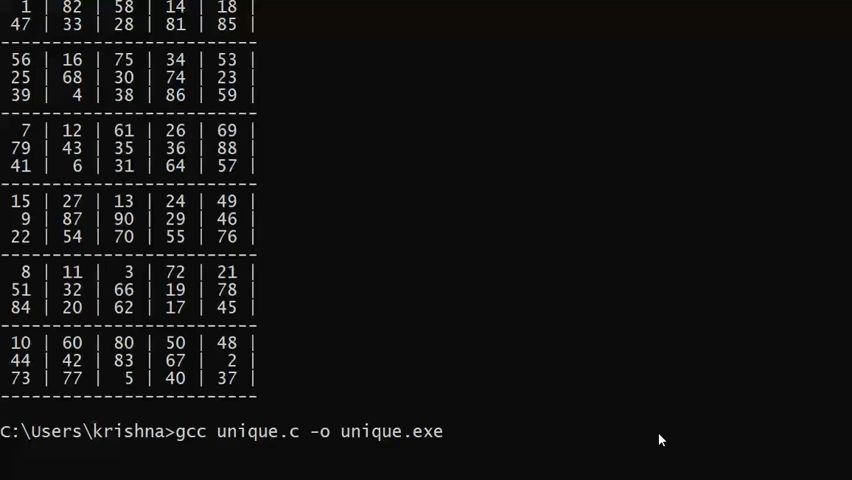 1 | 82 | 58 | 14 | 18 |
47 | 33 | 28 | 81 | 85 |
-------------------------
56 | 16 | 75 | 34 | 53 |
25 | 68 | 30 | 74 | 23 |
39 | 4 | 38 | 86 | 59 |
-------------------------
7 | 12 | 61 | 26 | 69 |
79 | 43 | 35 | 36 | 88 |
41 | 6 | 31 | 64 | 57 |
-------------------------
15 | 27 | 13 | 24 | 49 |
9 | 87 | 90 | 29 | 46 |
22 | 54 | 70 | 55 | 76 |
-------------------------
8 | 11 | 3 | 72 | 21 |
51 | 32 | 66 | 19 | 78 |
84 | 20 | 62 | 17 | 45 |
-------------------------
10 | 60 | 80 | 50 | 48 |
44 | 42 | 83 | 67 | 2 |
73 | 77 | 5 | 40 | 37 |
-------------------------
C:\Users\krishna>gcc unique.c -o unique.exe